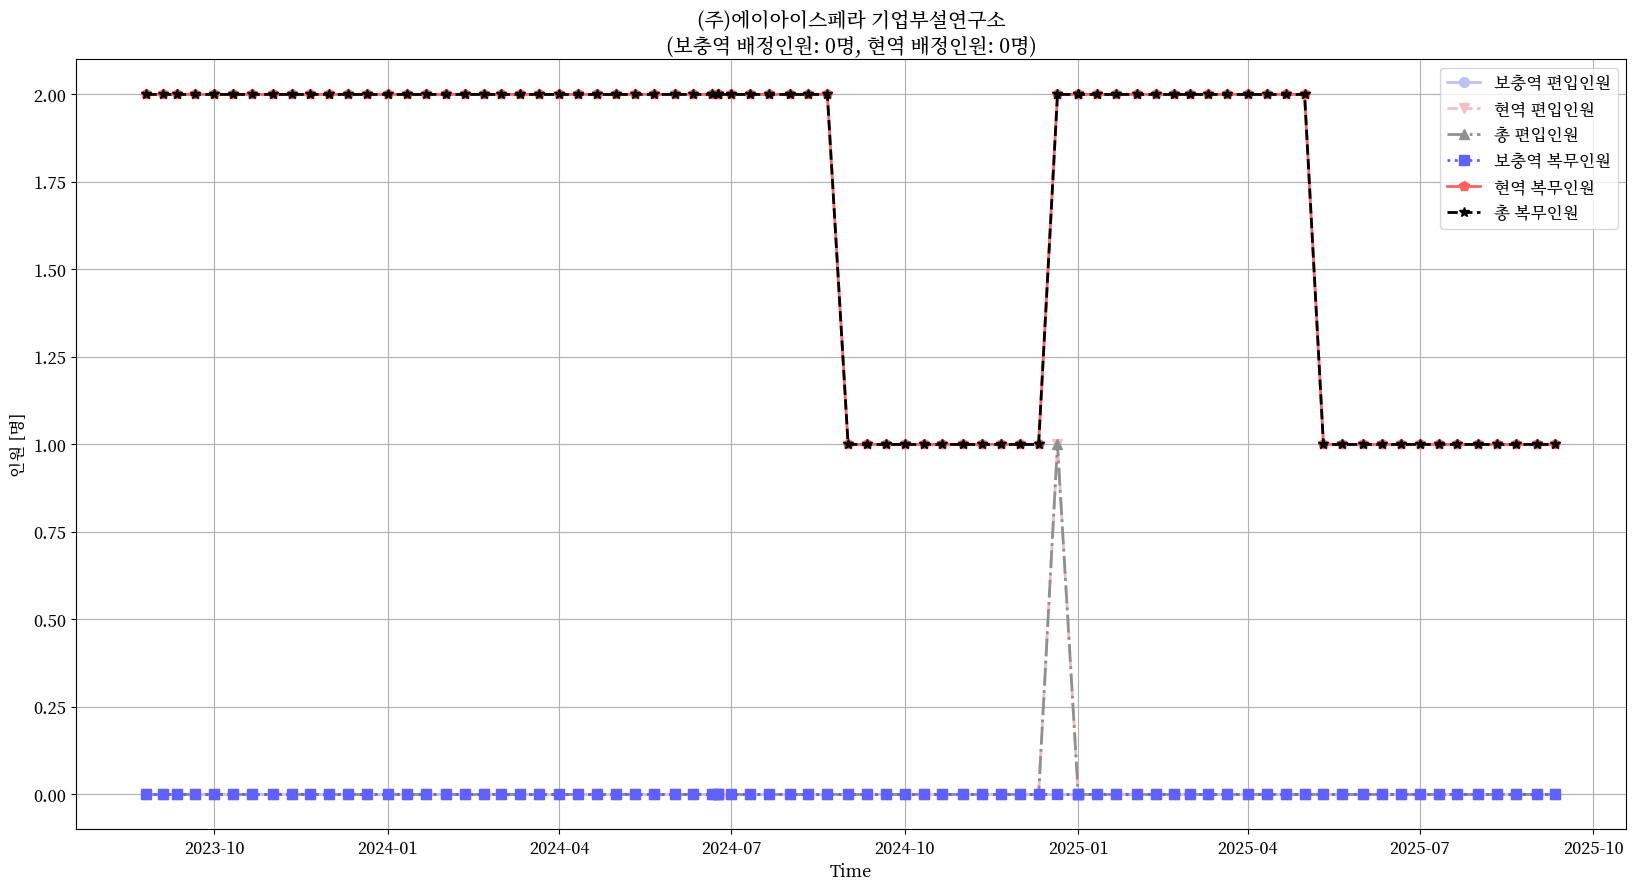 (주)에이아이스페라 기업부설연구소
(보충역 배정인원: 0명, 현역 배정인원: 0명)
보충역 편입인원
현역 편입인원
총 편입인원
보충역 복무인원
현역 복무인원
총 복무인원
인원 [명]
2.00
1.75
1.50
1.25
1.00
0.75
0.50
0.25
0.00
2023-10
2024-01
2024-04
2024-07
2024-10
2025-01
2025-04
2025-07
2025-10
Time